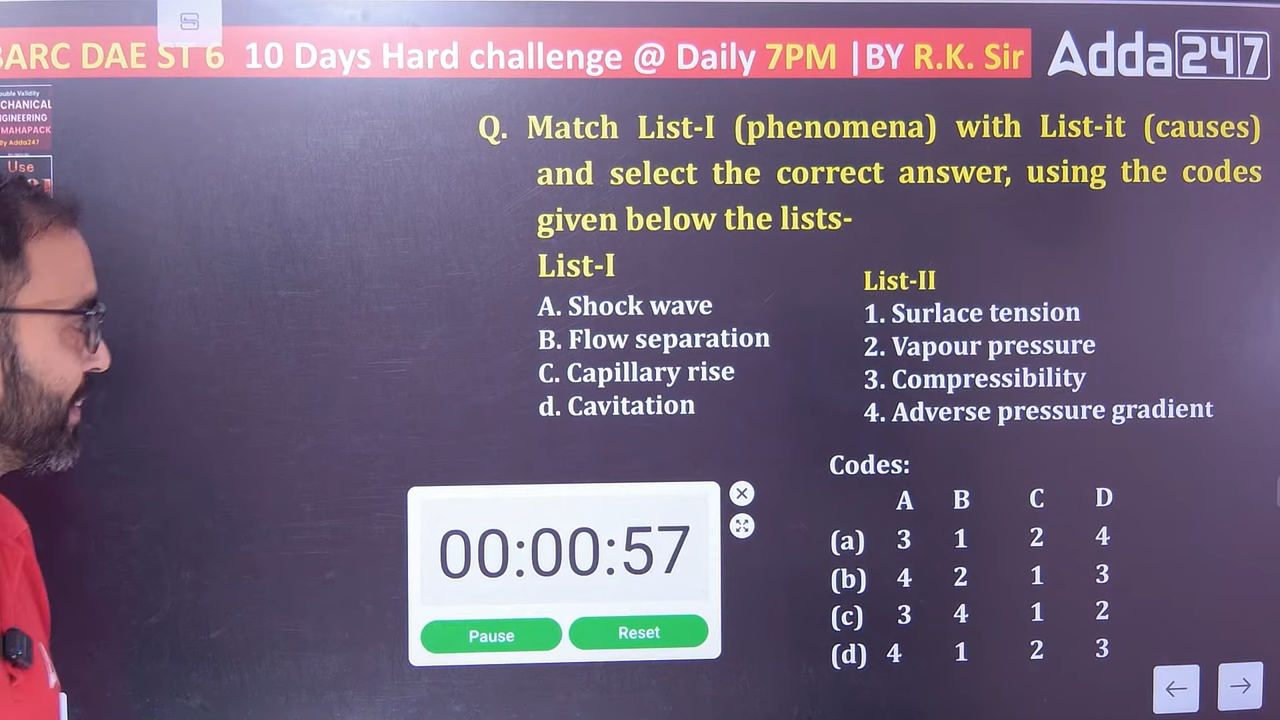 BARC DAE ST 6 10 Days Hard challenge @ Daily 7PM |BY R.K. Sir
Adda247
Double Validity
CHANICAL
GINEERING
MAHAPACK
By Adda247
Use
Q. Match List-I (phenomena) with List-it (causes)
and select the correct answer, using the codes
given below the lists-
List-I
A. Shock wave
B. Flow separation
C. Capillary rise
d. Cavitation
List-II
1. Surlace tension
2. Vapour pressure
3. Compressibility
4. Adverse pressure gradient
Codes:
A B C D
(a) 3 1 2 4
(b) 4 2 1 3
(c) 3 4 1 2
(d) 4 1 2 3
00:00:57
Pause Reset